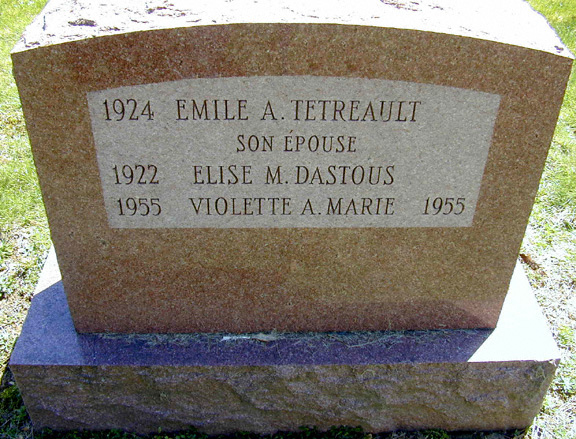 1924 EMILE A. TETREAULT
SON ÉPOUSE
1922 ELISE M. DASTOUS
1955 VIOLETTE A. MARIE 1955